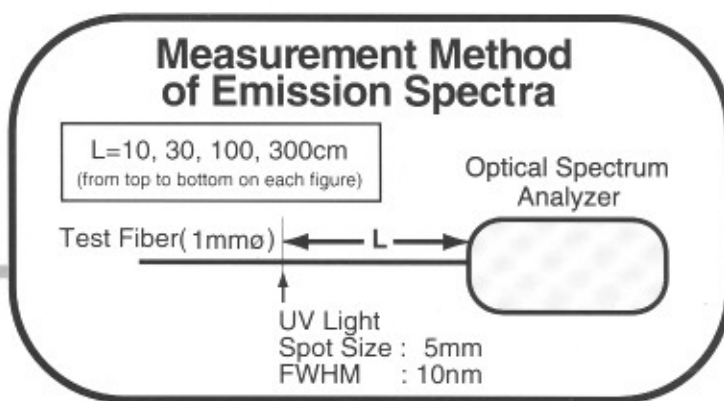 Measurement Method
of Emission Spectra
L=10, 30, 100, 300cm
(from top to bottom on each figure)
Optical Spectrum
Analyzer
Test Fiber(1mmø)
L
UV Light
Spot Size : 5mm
FWHM : 10nm